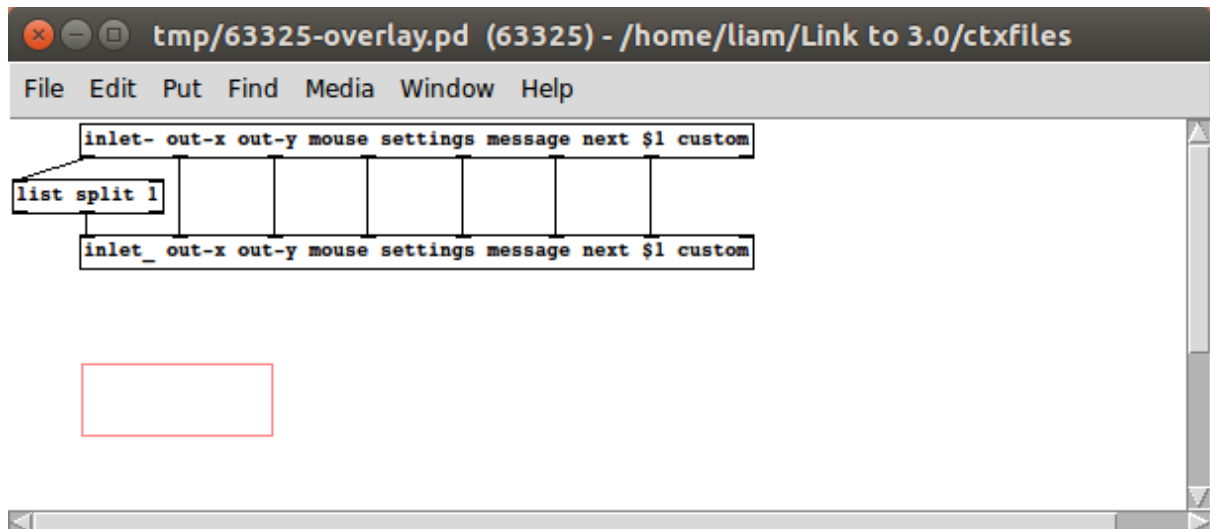 tmp/63325-overlay.pd (63325) - /home/liam/Link to 3.0/ctxfiles
File Edit Put Find Media Window Help
inlet- out-x out-y mouse settings message next $1 custom
list split 1
inlet_ out-x out-y mouse settings message next $1 custom